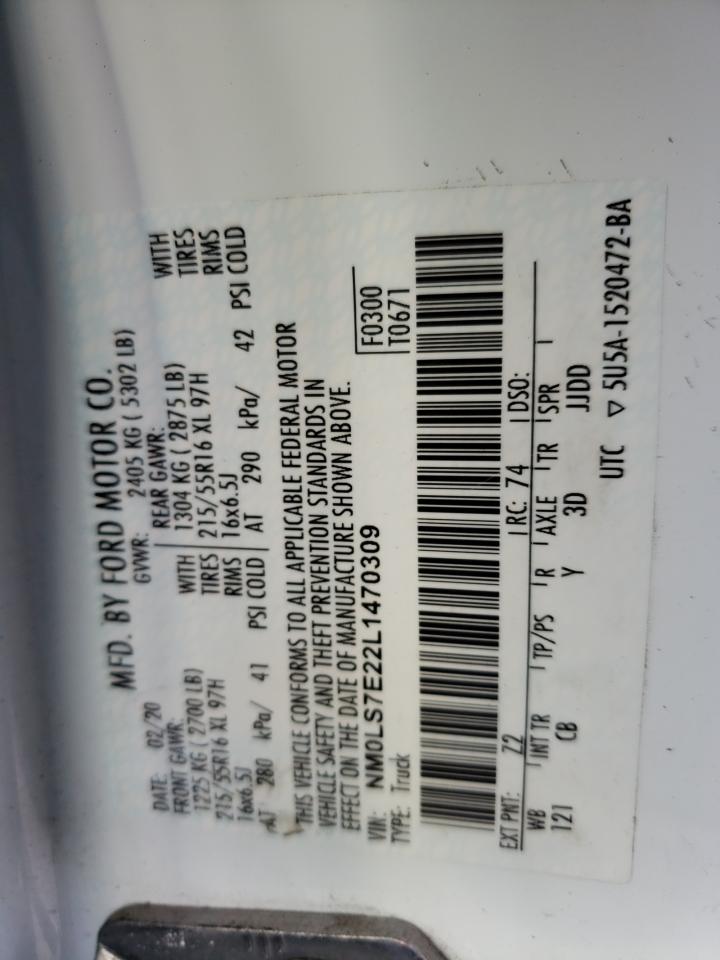 MFD. BY FORD MOTOR CO.
DATE: 02/20 GVWR: 2405 KG ( 5302 LB)
FRONT GAWR: REAR GAWR:
1225 KG ( 2700 LB) WITH 1304 KG ( 2875 LB) WITH
215/55R16 XL 97H TIRES 215/55R16 XL 97H TIRES
16x6.5J RIMS 16x6.5J RIMS
AT 280 kPa/ 41 PSI COLD AT 290 kPa/ 42 PSI COLD
THIS VEHICLE CONFORMS TO ALL APPLICABLE FEDERAL MOTOR
VEHICLE SAFETY AND THEFT PREVENTION STANDARDS IN
EFFECT ON THE DATE OF MANUFACTURE SHOWN ABOVE.
VIN: NM0LS7E22L1470309 F0300
TYPE: Truck T0671
EXT PNT: Z2 RC: 74 DSO:
WB INT TR TP/PS R AXLE TR SPR
121 CB Y 3D JJDD
UTC ▽ 5U5A-1520472-BA